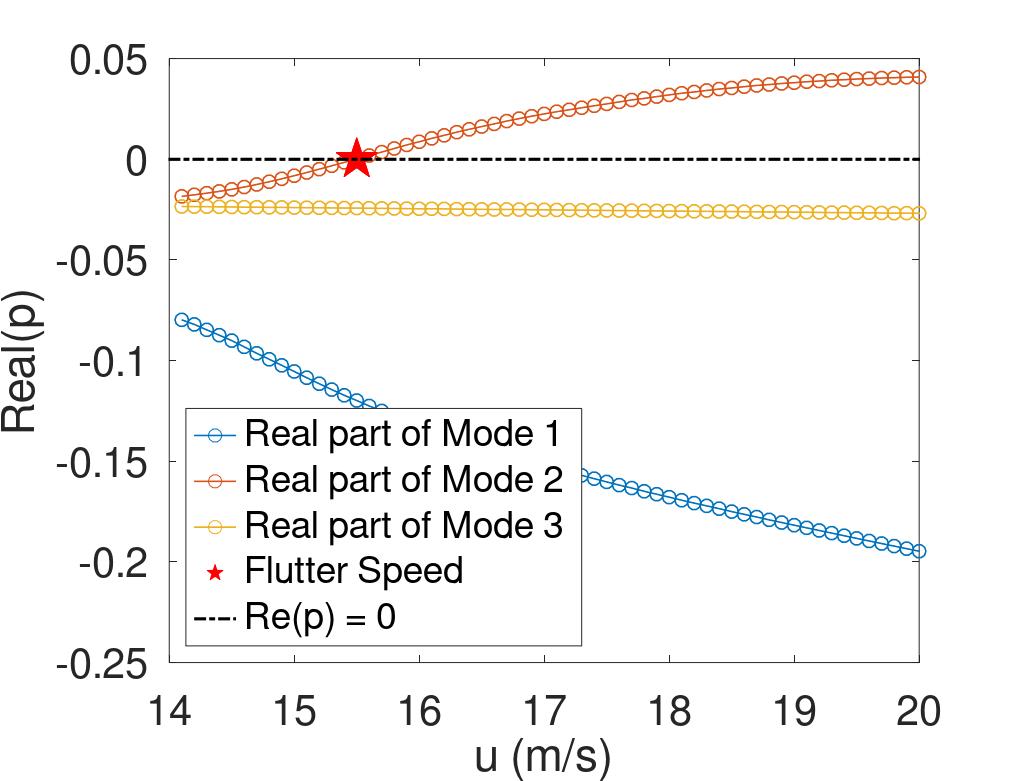 0.05
0
-0.05
-0.1
-0.15
-0.2
-0.25
Real(p)
Real part of Mode 1
Real part of Mode 2
Real part of Mode 3
Flutter Speed
Re(p) = 0
14 15 16 17 18 19 20
u (m/s)